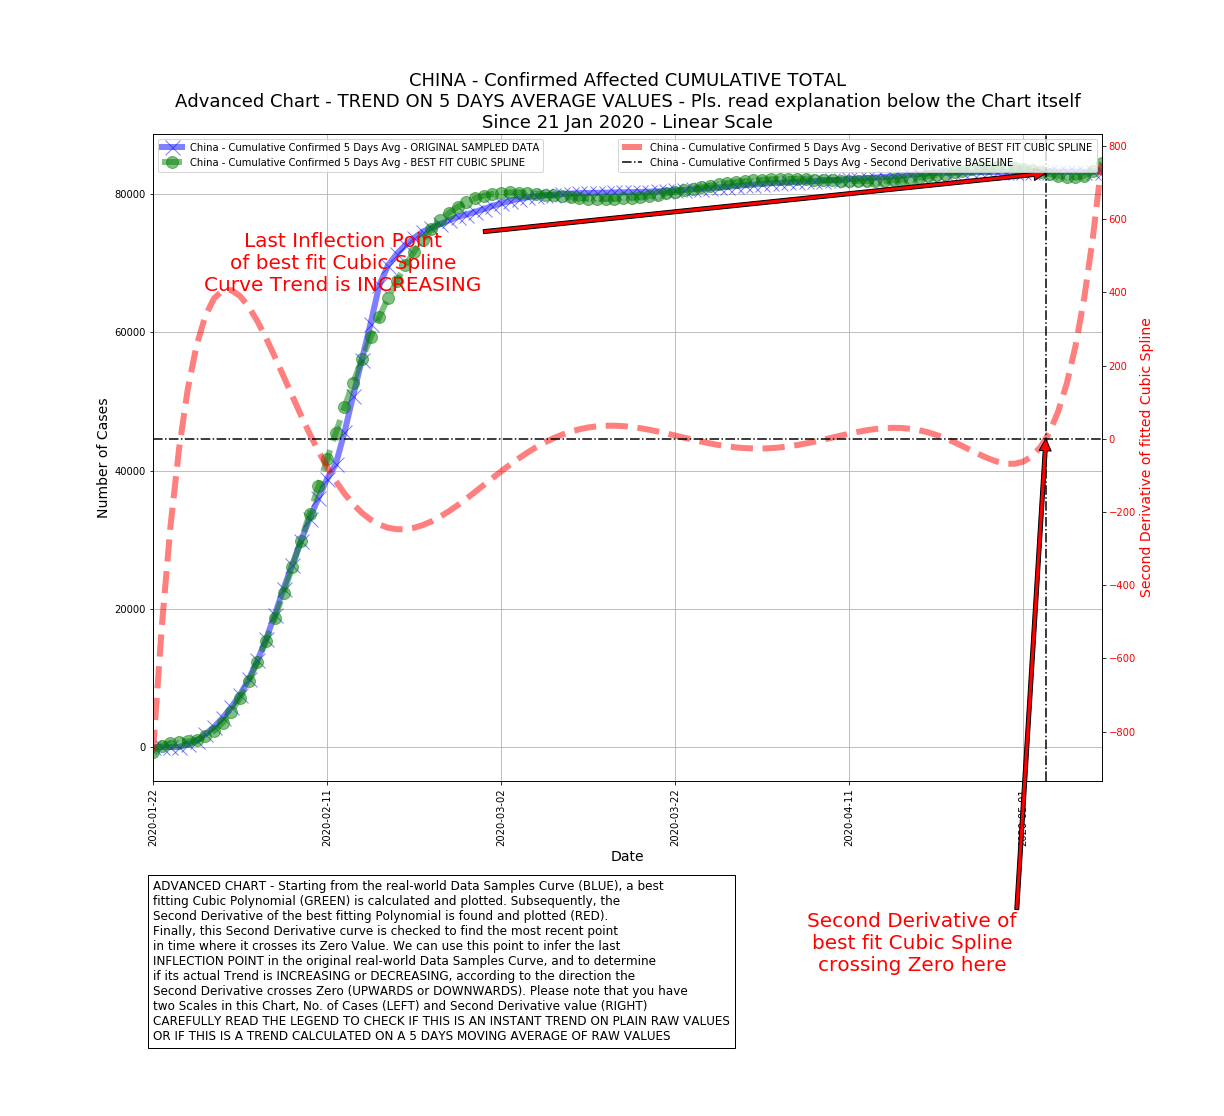 CHINA - Confirmed Affected CUMULATIVE TOTAL
Advanced Chart - TREND ON 5 DAYS AVERAGE VALUES - Pls. read explanation below the Chart itself
Since 21 Jan 2020 - Linear Scale
China - Cumulative Confirmed 5 Days Avg - ORIGINAL SAMPLED DATA
China - Cumulative Confirmed 5 Days Avg - BEST FIT CUBIC SPLINE
China - Cumulative Confirmed 5 Days Avg - Second Derivative of BEST FIT CUBIC SPLINE
China - Cumulative Confirmed 5 Days Avg - Second Derivative BASELINE
Last Inflection Point
of best fit Cubic Spline
Curve Trend is INCREASING
Number of Cases
80000
60000
40000
20000
0
800
600
400
200
0
−200
−400
−600
−800
Second Derivative of fitted Cubic Spline
2020-01-22
2020-02-11
2020-03-02
2020-03-22
2020-04-11
2020-05-01
Date
ADVANCED CHART - Starting from the real-world Data Samples Curve (BLUE), a best
fitting Cubic Polynomial (GREEN) is calculated and plotted. Subsequently, the
Second Derivative of the best fitting Polynomial is found and plotted (RED).
Finally, this Second Derivative curve is checked to find the most recent point
in time where it crosses its Zero Value. We can use this point to infer the last
INFLECTION POINT in the original real-world Data Samples Curve, and to determine
if its actual Trend is INCREASING or DECREASING, according to the direction the
Second Derivative crosses Zero (UPWARDS or DOWNWARDS). Please note that you have
two Scales in this Chart, No. of Cases (LEFT) and Second Derivative value (RIGHT)
CAREFULLY READ THE LEGEND TO CHECK IF THIS IS AN INSTANT TREND ON PLAIN RAW VALUES
OR IF THIS IS A TREND CALCULATED ON A 5 DAYS MOVING AVERAGE OF RAW VALUES
Second Derivative of
best fit Cubic Spline
crossing Zero here